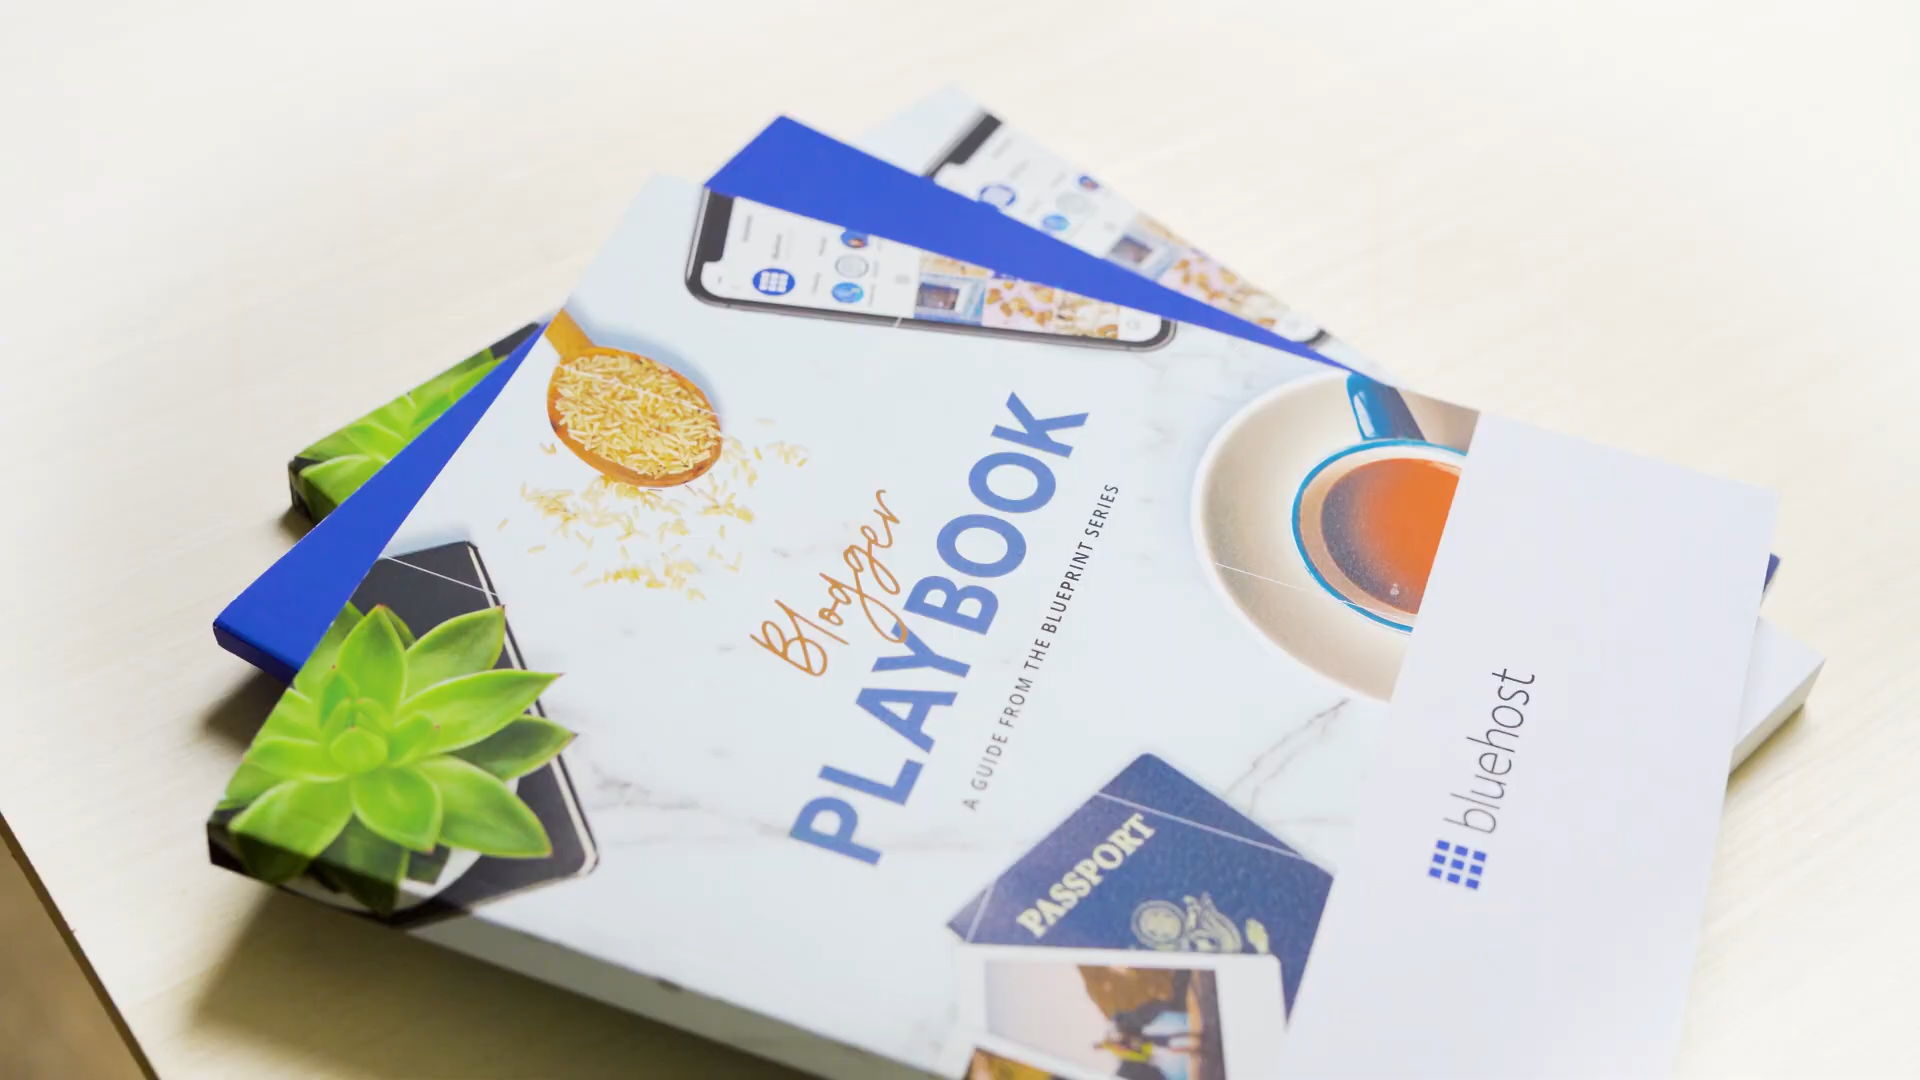 Blogger
PLAYBOOK
A GUIDE FROM THE BLUEPRINT SERIES
bluehost
PASSPORT